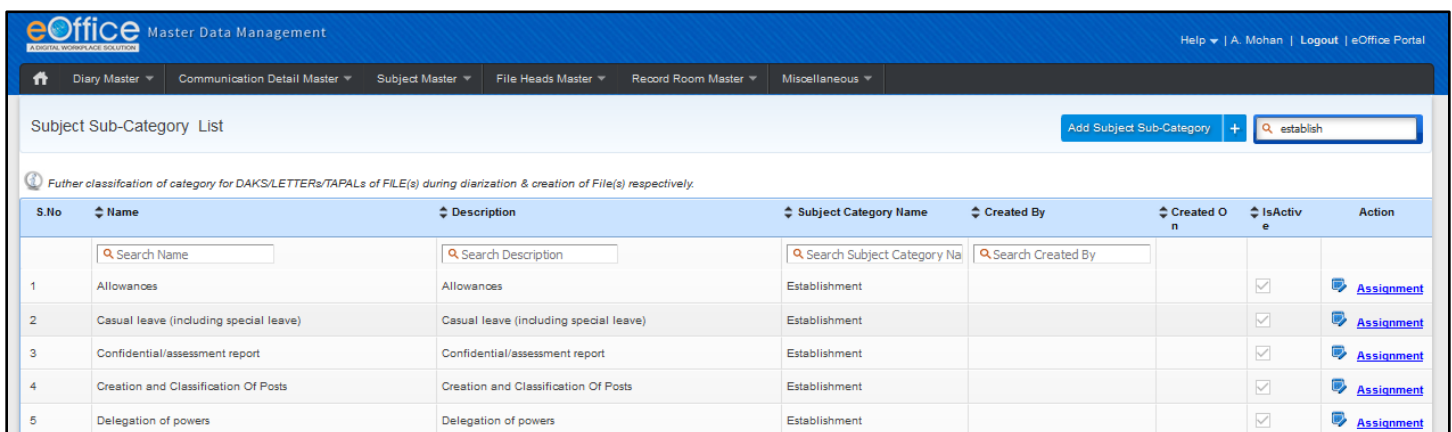 eOffice Master Data Management
A DIGITAL WORKPLACE SOLUTION
Help | A. Mohan | Logout | eOffice Portal
Diary Master Communication Detail Master Subject Master File Heads Master Record Room Master Miscellaneous
Subject Sub-Category List Add Subject Sub-Category + establish
Futher classifcation of category for DAKS/LETTERs/TAPALs of FILE(s) during diarization & creation of File(s) respectively.
S.No Name Description Subject Category Name Created By Created O IsActiv Action
n e
Search Name Search Description Search Subject Category Na Search Created By
1 Allowances Allowances Establishment Assignment
2 Casual leave (including special leave) Casual leave (including special leave) Establishment Assignment
3 Confidential/assessment report Confidential/assessment report Establishment Assignment
4 Creation and Classification Of Posts Creation and Classification Of Posts Establishment Assignment
5 Delegation of powers Delegation of powers Establishment Assignment